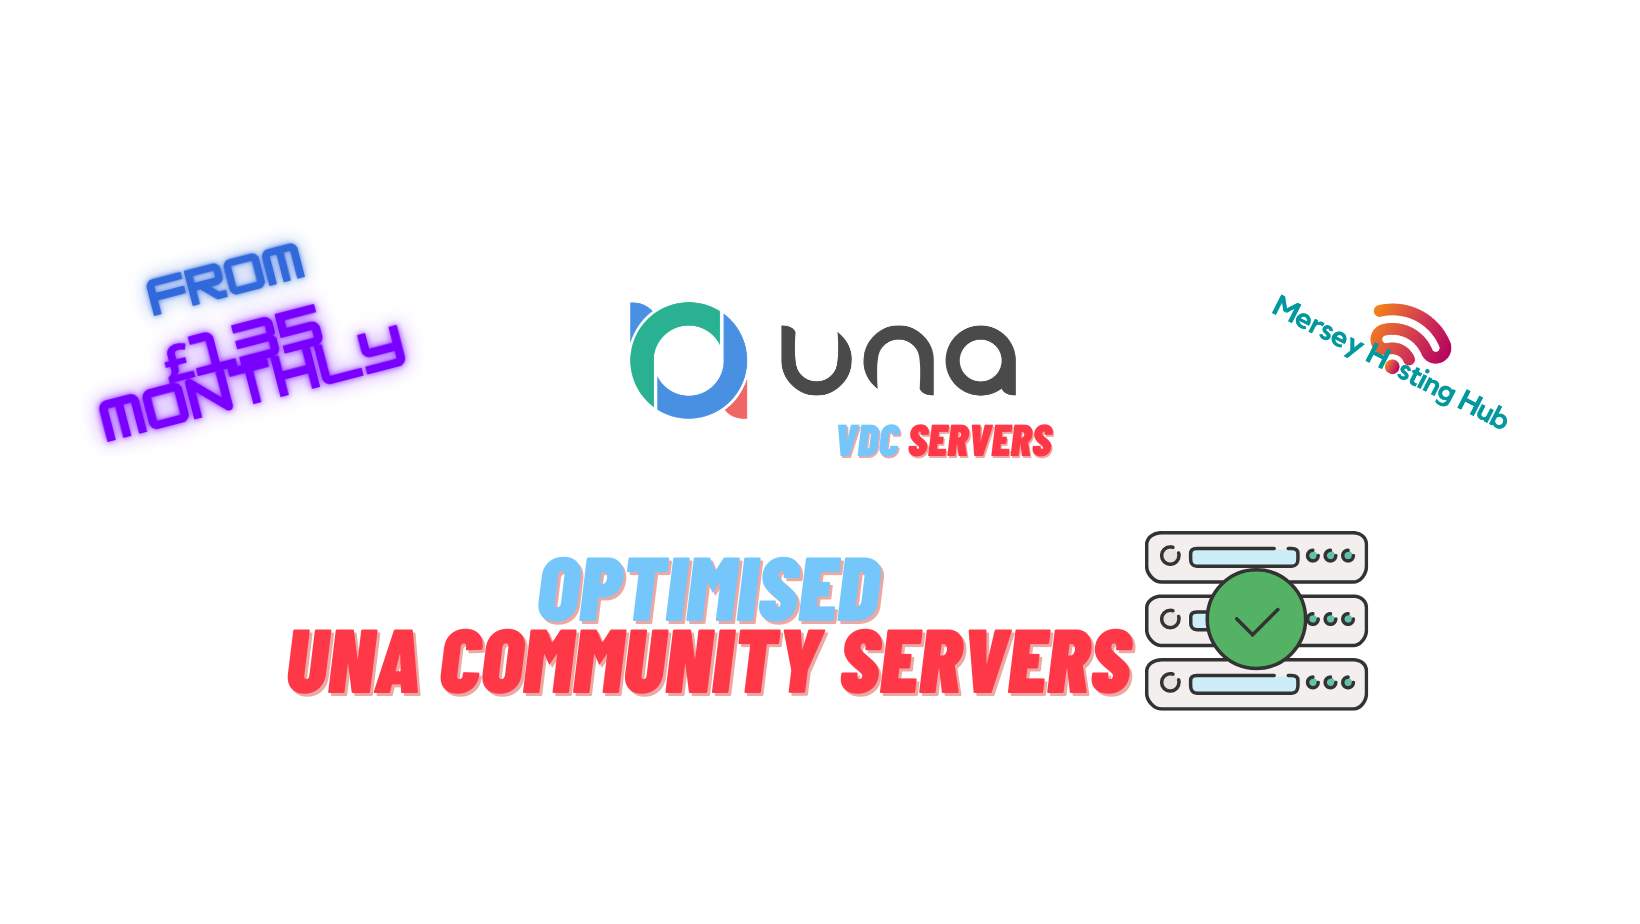 FROM
£1.35
MONTHLY
una
VDC SERVERS
Mersey Hosting Hub
OPTIMISED
UNA COMMUNITY SERVERS